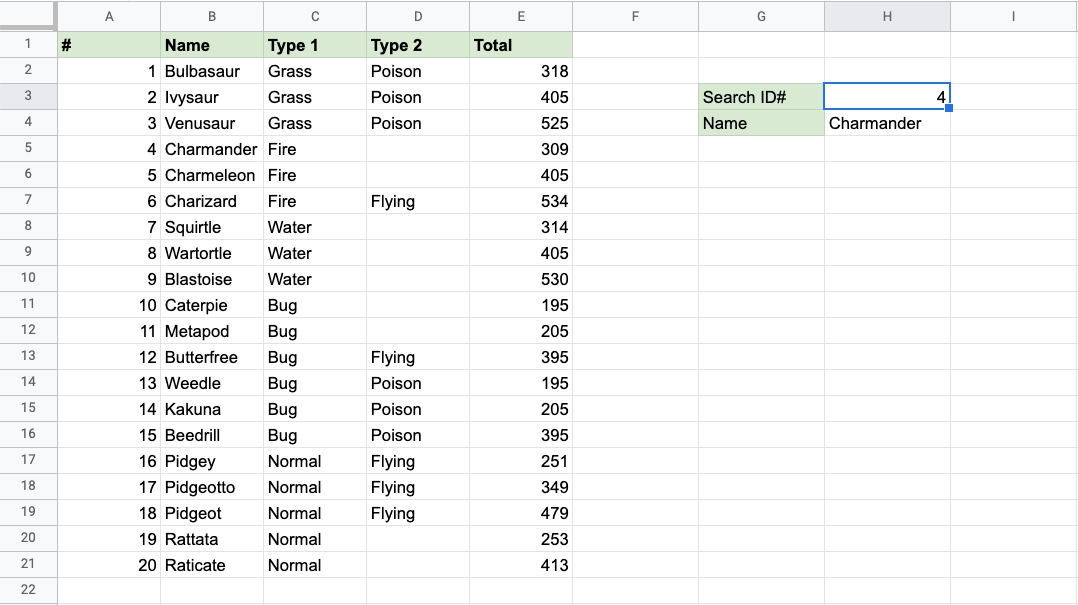 A B C D E F G H I
1 # Name Type 1 Type 2 Total
2 1 Bulbasaur Grass Poison 318
3 2 Ivysaur Grass Poison 405 Search ID# 4
4 3 Venusaur Grass Poison 525 Name Charmander
5 4 Charmander Fire 309
6 5 Charmeleon Fire 405
7 6 Charizard Fire Flying 534
8 7 Squirtle Water 314
9 8 Wartortle Water 405
10 9 Blastoise Water 530
11 10 Caterpie Bug 195
12 11 Metapod Bug 205
13 12 Butterfree Bug Flying 395
14 13 Weedle Bug Poison 195
15 14 Kakuna Bug Poison 205
16 15 Beedrill Bug Poison 395
17 16 Pidgey Normal Flying 251
18 17 Pidgeotto Normal Flying 349
19 18 Pidgeot Normal Flying 479
20 19 Rattata Normal 253
21 20 Raticate Normal 413
22